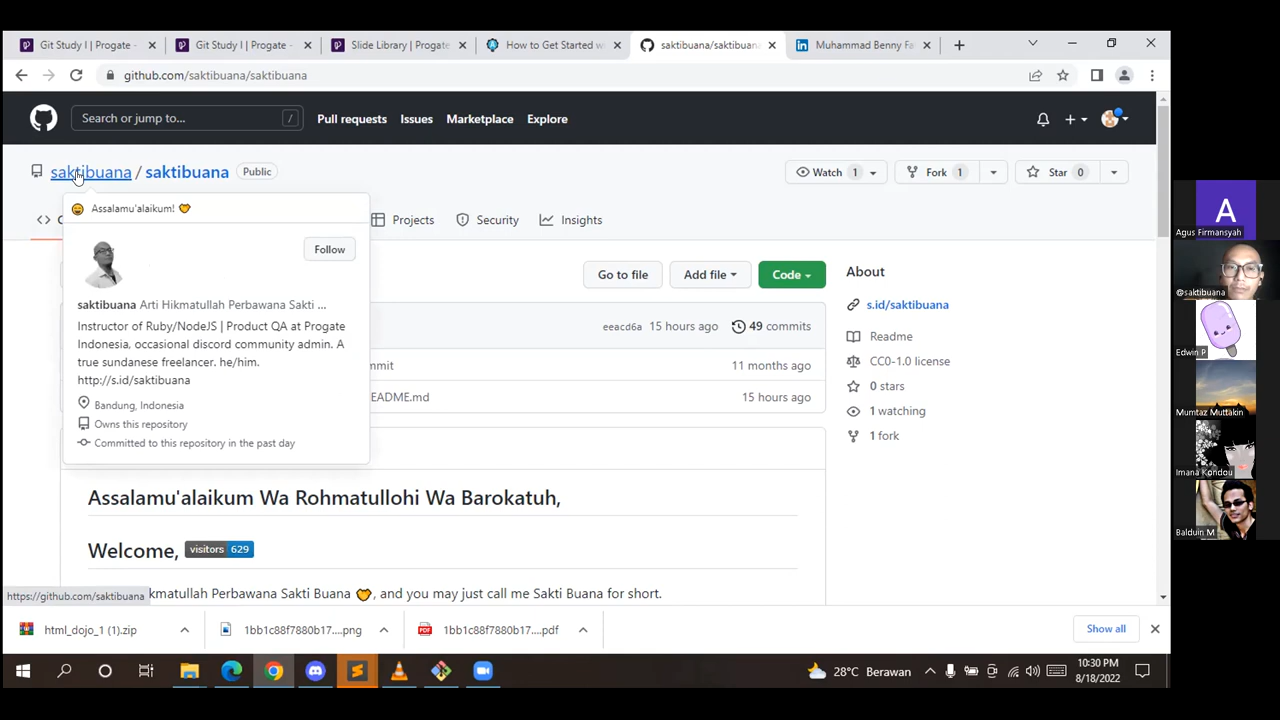 Git Study I | Progate -
Git Study I | Progate -
Slide Library | Progate
How to Get Started w
saktibuana/saktibuana
Muhammad Benny Fa
github.com/saktibuana/saktibuana
Search or jump to...
/
Pull requests
Issues
Marketplace
Explore
saktibuana / saktibuana
Public
Watch 1
Fork 1
Star 0
Assalamu'alaikum!
Projects
Security
Insights
Follow
saktibuana Arti Hikmatullah Perbawana Sakti ...
Instructor of Ruby/NodeJS | Product QA at Progate
Indonesia, occasional discord community admin. A
true sundanese freelancer. he/him.
http://s.id/saktibuana
Bandung, Indonesia
Owns this repository
Committed to this repository in the past day
Go to file
Add file
Code
eeacd6a 15 hours ago
49 commits
mmit
11 months ago
EADME.md
15 hours ago
About
s.id/saktibuana
Readme
CC0-1.0 license
0 stars
1 watching
1 fork
Assalamu'alaikum Wa Rohmatullohi Wa Barokatuh,
Welcome,
visitors 629
kmatullah Perbawana Sakti Buana , and you may just call me Sakti Buana for short.
https://github.com/saktibuana
html_dojo_1 (1).zip
1bb1c88f7880b17....png
1bb1c88f7880b17....pdf
Show all
28°C Berawan
10:30 PM
8/18/2022
A
Agus Firmansyah
@saktibuana
Edwin P
Mumtaz Muttakin
Imana Kondou
Balduin M